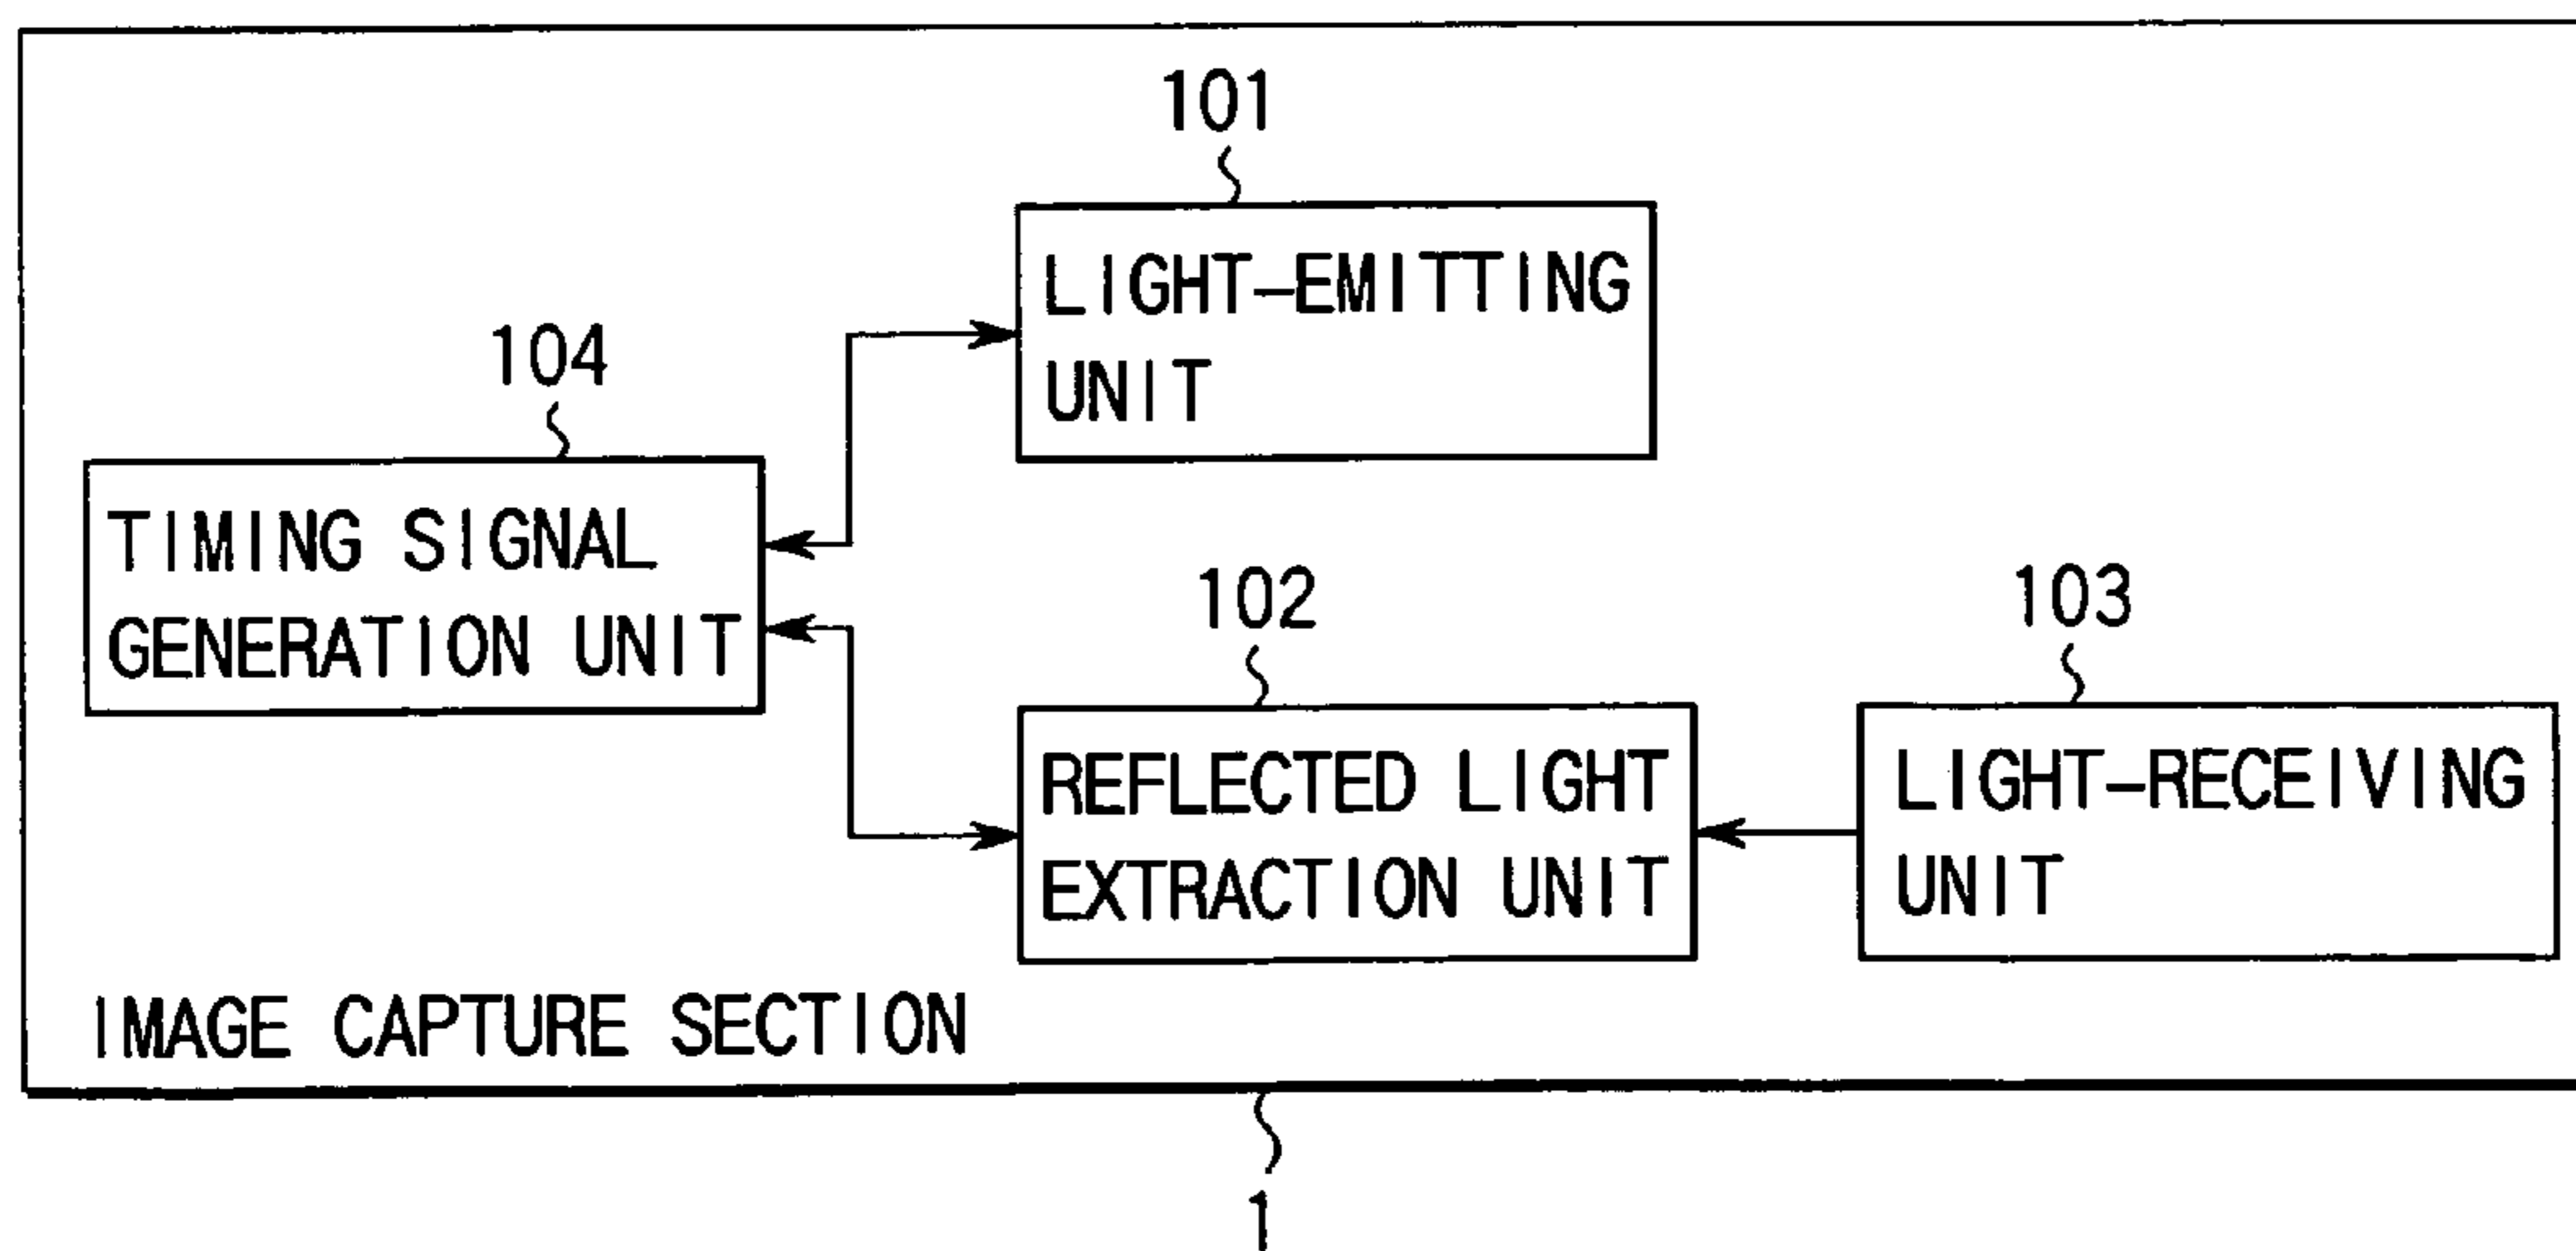 101
LIGHT-EMITTING
UNIT
104
TIMING SIGNAL
GENERATION UNIT
102
REFLECTED LIGHT
EXTRACTION UNIT
103
LIGHT-RECEIVING
UNIT
IMAGE CAPTURE SECTION
1